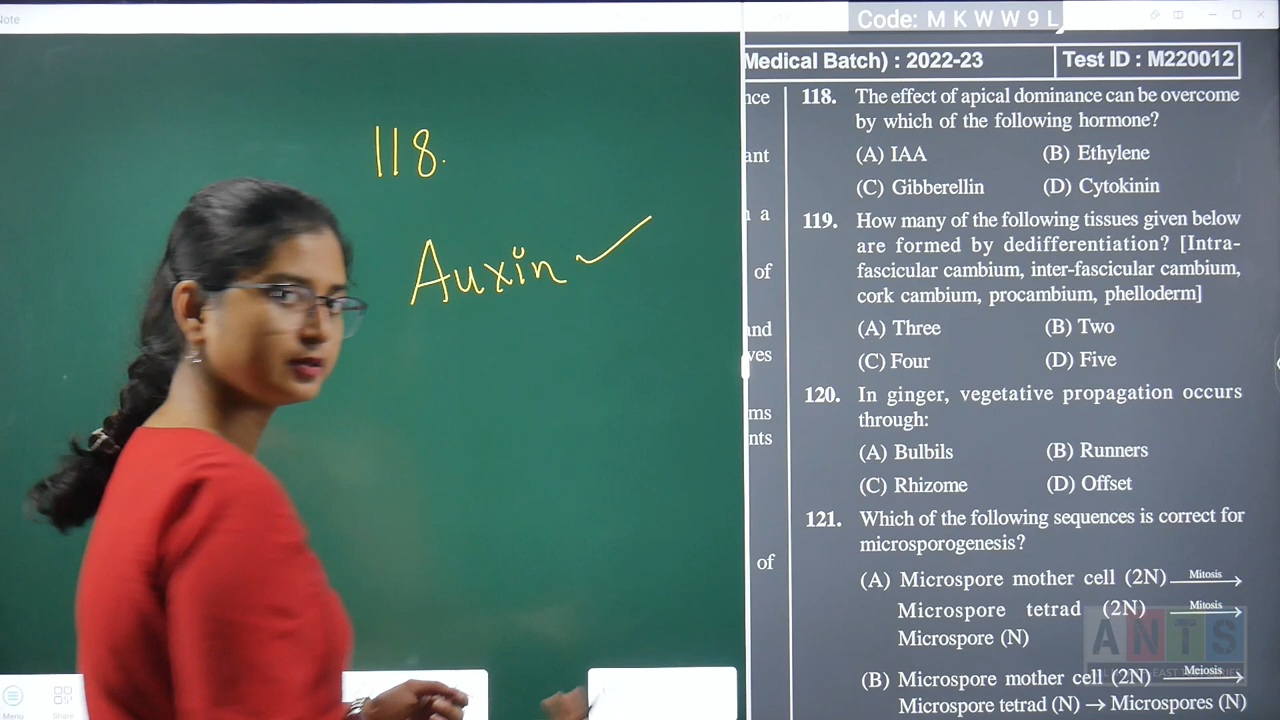 Note
Code: M K W W 9 L
118.
Auxin
Menu
Share
Medical Batch) : 2022-23
Test ID : M220012
nce
ant
n a
of
and
ves
ms
nts
of
118. The effect of apical dominance can be overcome
by which of the following hormone?
(A) IAA (B) Ethylene
(C) Gibberellin (D) Cytokinin
119. How many of the following tissues given below
are formed by dedifferentiation? [Intra-
fascicular cambium, inter-fascicular cambium,
cork cambium, procambium, phelloderm]
(A) Three (B) Two
(C) Four (D) Five
120. In ginger, vegetative propagation occurs
through:
(A) Bulbils (B) Runners
(C) Rhizome (D) Offset
121. Which of the following sequences is correct for
microsporogenesis?
(A) Microspore mother cell (2N) Mitosis →
Microspore tetrad (2N) Mitosis →
Microspore (N)
(B) Microspore mother cell (2N) Meiosis →
Microspore tetrad (N) → Microspores (N)
ANTS